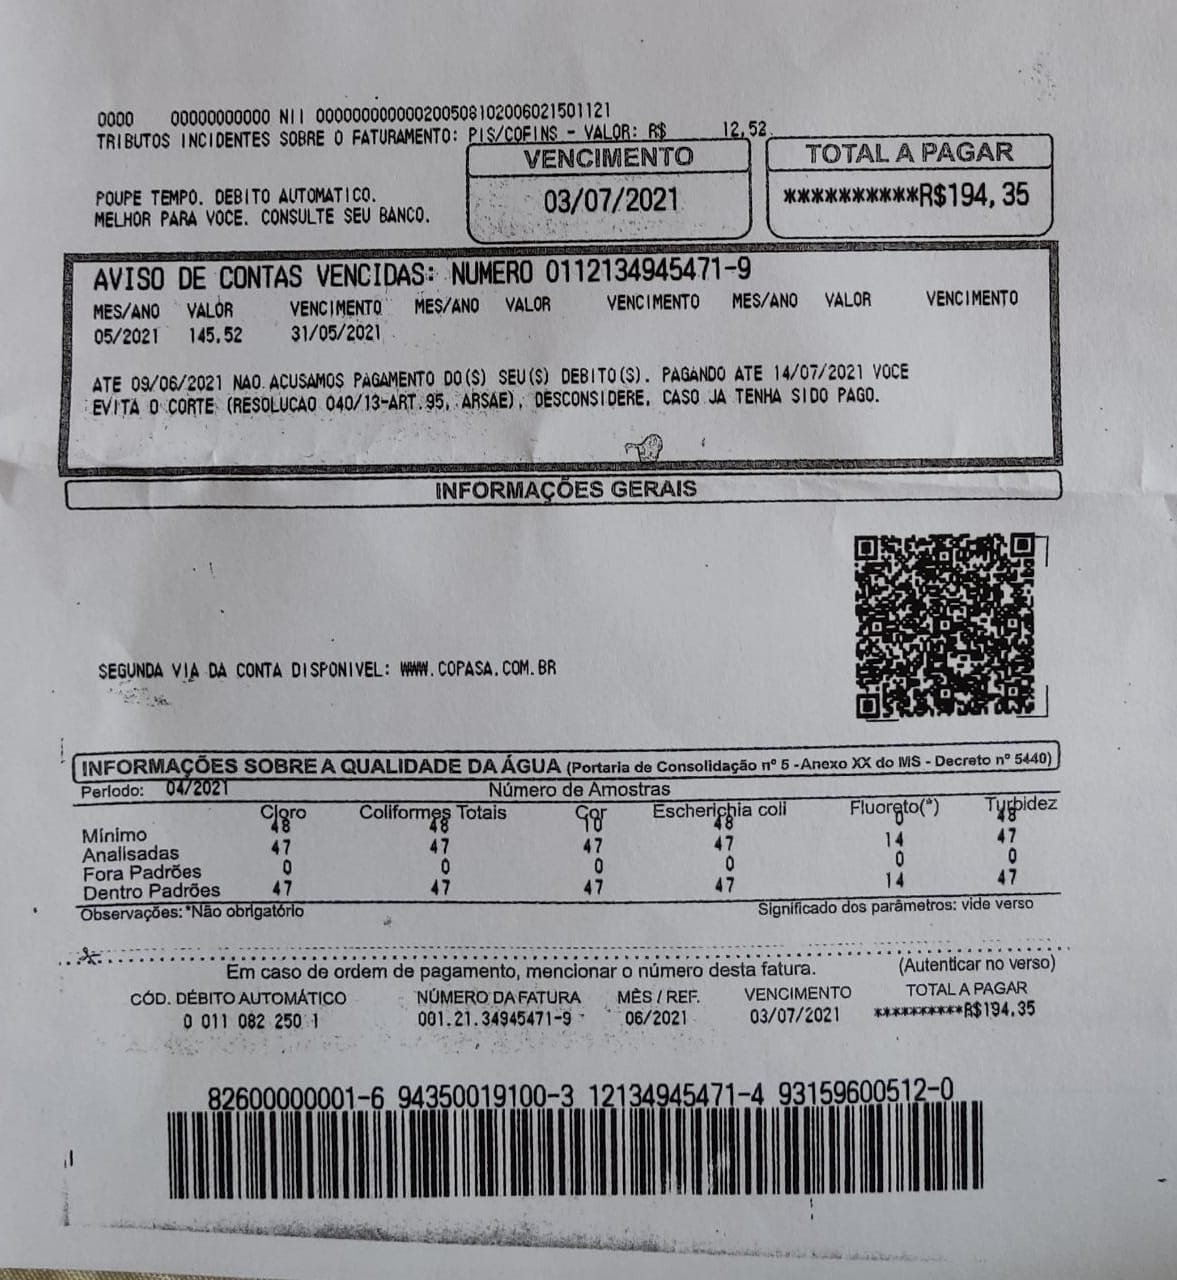 0000 00000000000 NII 0000000000002005081020060215011​21
TRIBUTOS INCIDENTES SOBRE O FATURAMENTO: PIS/COFINS - VALOR: R$ 12,52
VENCIMENTO
03/07/2021
TOTAL A PAGAR
**********R$194,35
POUPE TEMPO. DEBITO AUTOMATICO.
MELHOR PARA VOCE. CONSULTE SEU BANCO.
AVISO DE CONTAS VENCIDAS: NUMERO 0112134945471-9
MES/ANO VALOR VENCIMENTO MES/ANO VALOR VENCIMENTO MES/ANO VALOR VENCIMENTO
05/2021 145,52 31/05/2021
ATE 09/06/2021 NAO ACUSAMOS PAGAMENTO DO(S) SEU(S) DEBITO(S). PAGANDO ATE 14/07/2021 VOCE
EVITA O CORTE (RESOLUCAO 040/13-ART.95, ARSAE), DESCONSIDERE, CASO JA TENHA SIDO PAGO.
INFORMAÇÕES GERAIS
SEGUNDA VIA DA CONTA DISPONIVEL: WWW.COPASA.COM.BR
INFORMAÇÕES SOBRE A QUALIDADE DA ÁGUA (Portaria de Consolidação nº 5 -Anexo XX do MS - Decreto nº 5440)
Período: 04/2021 Número de Amostras
Cloro Coliformes Totais Cor Escherichia coli Fluoreto(*) Turbidez
Mínimo 48 48 10 48 0 48
Analisadas 47 47 47 47 14 47
Fora Padrões 0 0 0 0 0 0
Dentro Padrões 47 47 47 47 14 47
Observações: *Não obrigatório Significado dos parâmetros: vide verso
Em caso de ordem de pagamento, mencionar o número desta fatura. (Autenticar no verso)
CÓD. DÉBITO AUTOMÁTICO NÚMERO DA FATURA MÊS / REF. VENCIMENTO TOTAL A PAGAR
0 011 082 250 1 001.21.34945471-9 06/2021 03/07/2021 **********R$194,35
82600000001-6 94350019100-3 12134945471-4 93159600512-0